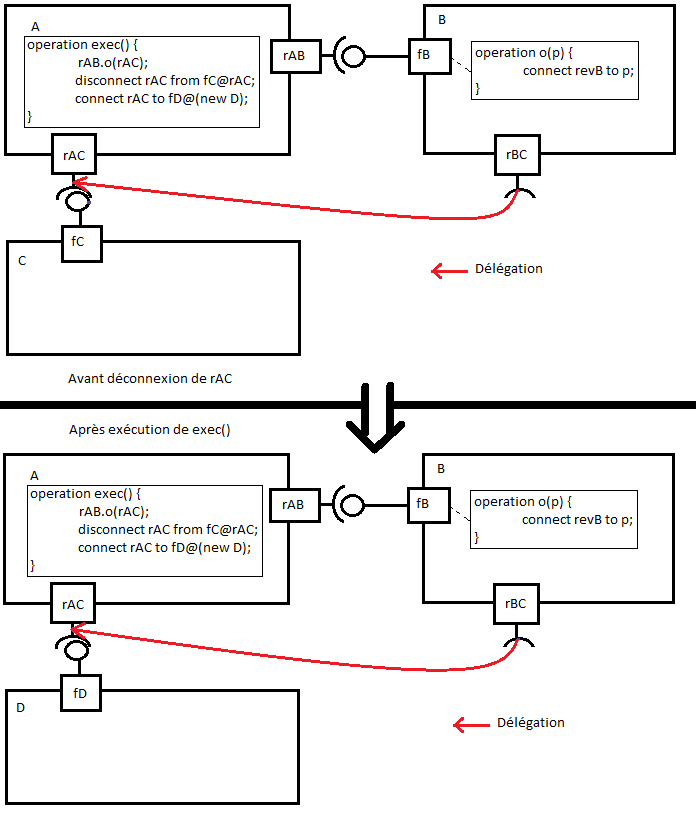 A
operation exec() {
rAB.o(rAC);
disconnect rAC from fC@rAC;
connect rAC to fD@(new D);
}
rAB
fB
B
operation o(p) {
connect revB to p;
}
rAC
rBC
fC
C
Délégation
Avant déconnexion de rAC
Après exécution de exec()
A
operation exec() {
rAB.o(rAC);
disconnect rAC from fC@rAC;
connect rAC to fD@(new D);
}
rAB
fB
B
operation o(p) {
connect revB to p;
}
rAC
rBC
fD
D
Délégation